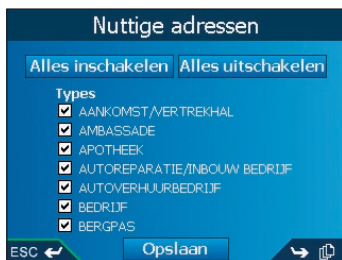 Nuttige adressen
Alles inschakelen Alles uitschakelen
Types
AANKOMST/VERTREKHAL
AMBASSADE
APOTHEEK
AUTOREPARATIE/INBOUW BEDRIJF
AUTOVERHUURBEDRIJF
BEDRIJF
BERGPAS
ESC Opslaan